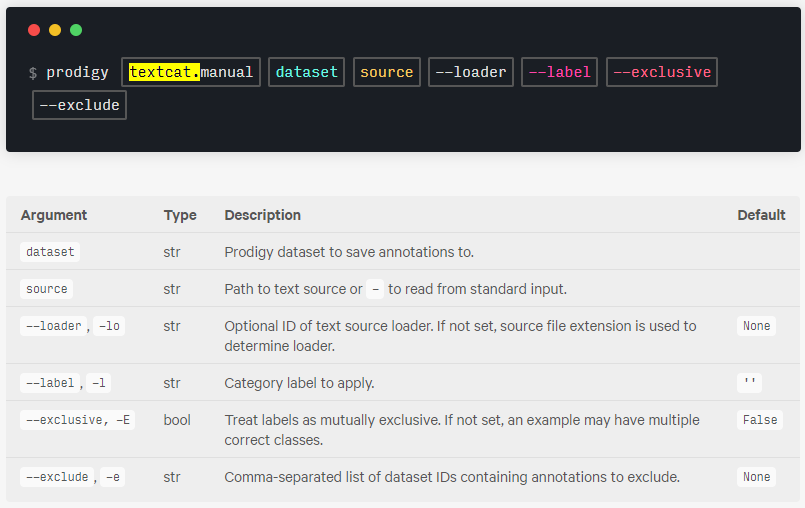 $ prodigy textcat.manual dataset source --loader --label --exclusive
--exclude
Argument Type Description Default
dataset str Prodigy dataset to save annotations to.
source str Path to text source or - to read from standard input.
--loader, -lo str Optional ID of text source loader. If not set, source file extension is used to None
determine loader.
--label, -l str Category label to apply. ''
--exclusive, -E bool Treat labels as mutually exclusive. If not set, an example may have multiple False
correct classes.
--exclude, -e str Comma-separated list of dataset IDs containing annotations to exclude. None